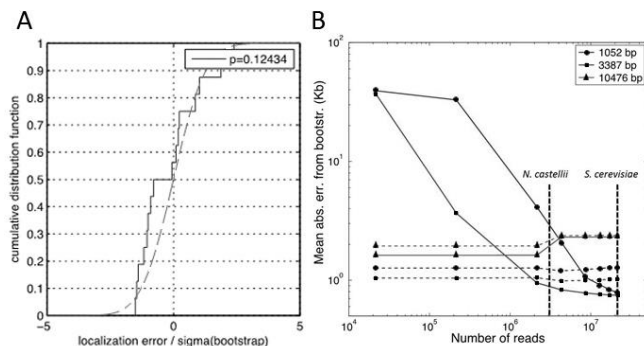 A
1
0.9
0.8
0.7
0.6
0.5
0.4
0.3
0.2
0.1
0
cumulative distribution function
p=0.12434
-5
0
5
localization error / sigma(bootstrap)
B
10²
10¹
10⁰
Mean abs. err. from bootstr. (Kb)
1052 bp
3387 bp
10476 bp
N. castellii
S. cerevisiae
10⁴
10⁵
10⁶
10⁷
Number of reads